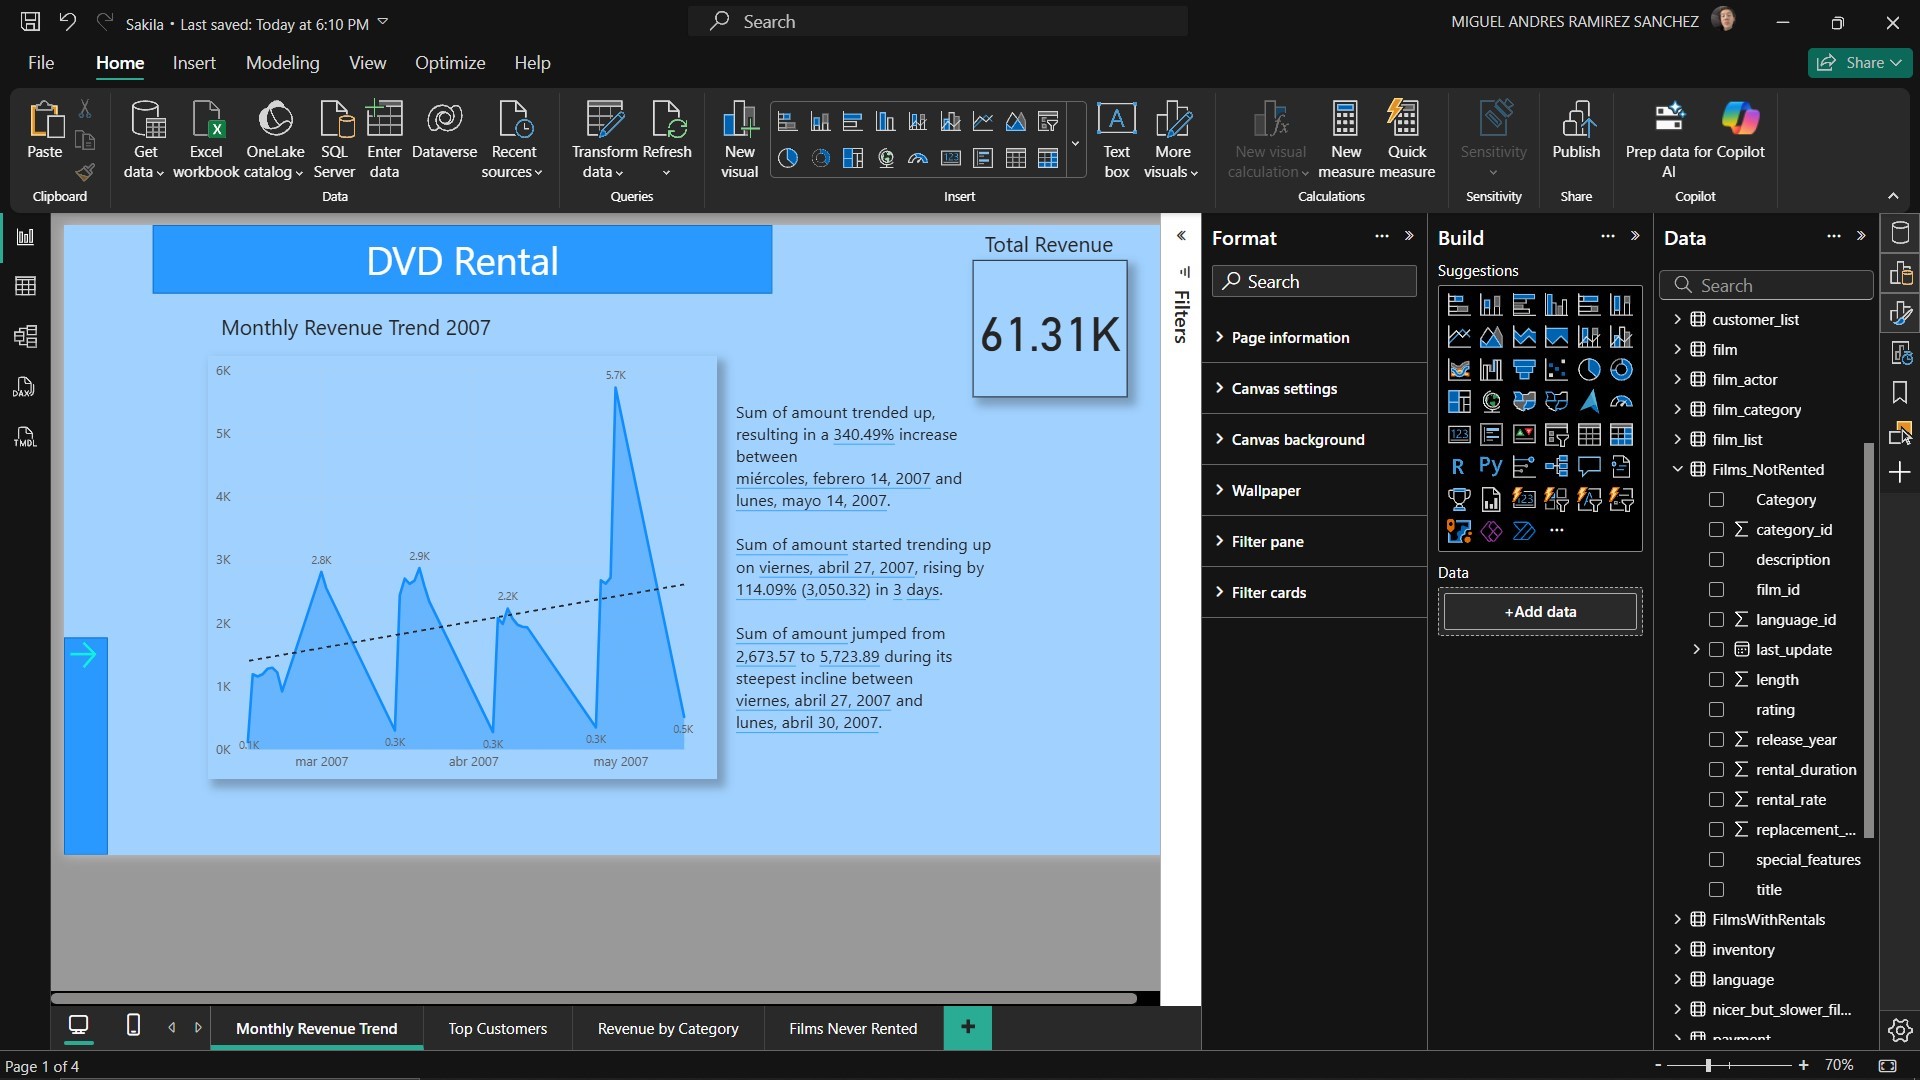 Sakila • Last saved: Today at 6:10 PM
Search
MIGUEL ANDRES RAMIREZ SANCHEZ
File
Home
Insert
Modeling
View
Optimize
Help
Share
Paste
Get data
Excel workbook
OneLake catalog
SQL Server
Enter data
Dataverse
Recent sources
Transform data
Refresh
New visual
A
Text box
More visuals
New visual calculation
New measure
Quick measure
Sensitivity
Publish
Prep data for AI
Copilot
Clipboard
Data
Queries
Insert
Calculations
Sensitivity
Share
Copilot
DAX
TMDL
DVD Rental
Total Revenue
61.31K
Monthly Revenue Trend 2007
6K
5K
4K
3K
2K
1K
0K
0.1K
2.8K
0.3K
2.9K
0.3K
2.2K
0.3K
5.7K
0.5K
mar 2007
abr 2007
may 2007
Sum of amount trended up,
resulting in a 340.49% increase
between
miércoles, febrero 14, 2007 and
lunes, mayo 14, 2007.
Sum of amount started trending up
on viernes, abril 27, 2007, rising by
114.09% (3,050.32) in 3 days.
Sum of amount jumped from
2,673.57 to 5,723.89 during its
steepest incline between
viernes, abril 27, 2007 and
lunes, abril 30, 2007.
Filters
Format
Search
Page information
Canvas settings
Canvas background
Wallpaper
Filter pane
Filter cards
Build
Suggestions
123
R
Py
123
Data
+Add data
Data
Search
customer_list
film
film_actor
film_category
film_list
Films_NotRented
Category
category_id
description
film_id
language_id
last_update
length
rating
release_year
rental_duration
rental_rate
replacement_...
special_features
title
FilmsWithRentals
inventory
language
nicer_but_slower_fil...
payment
Monthly Revenue Trend
Top Customers
Revenue by Category
Films Never Rented
+
Page 1 of 4
- + 70%